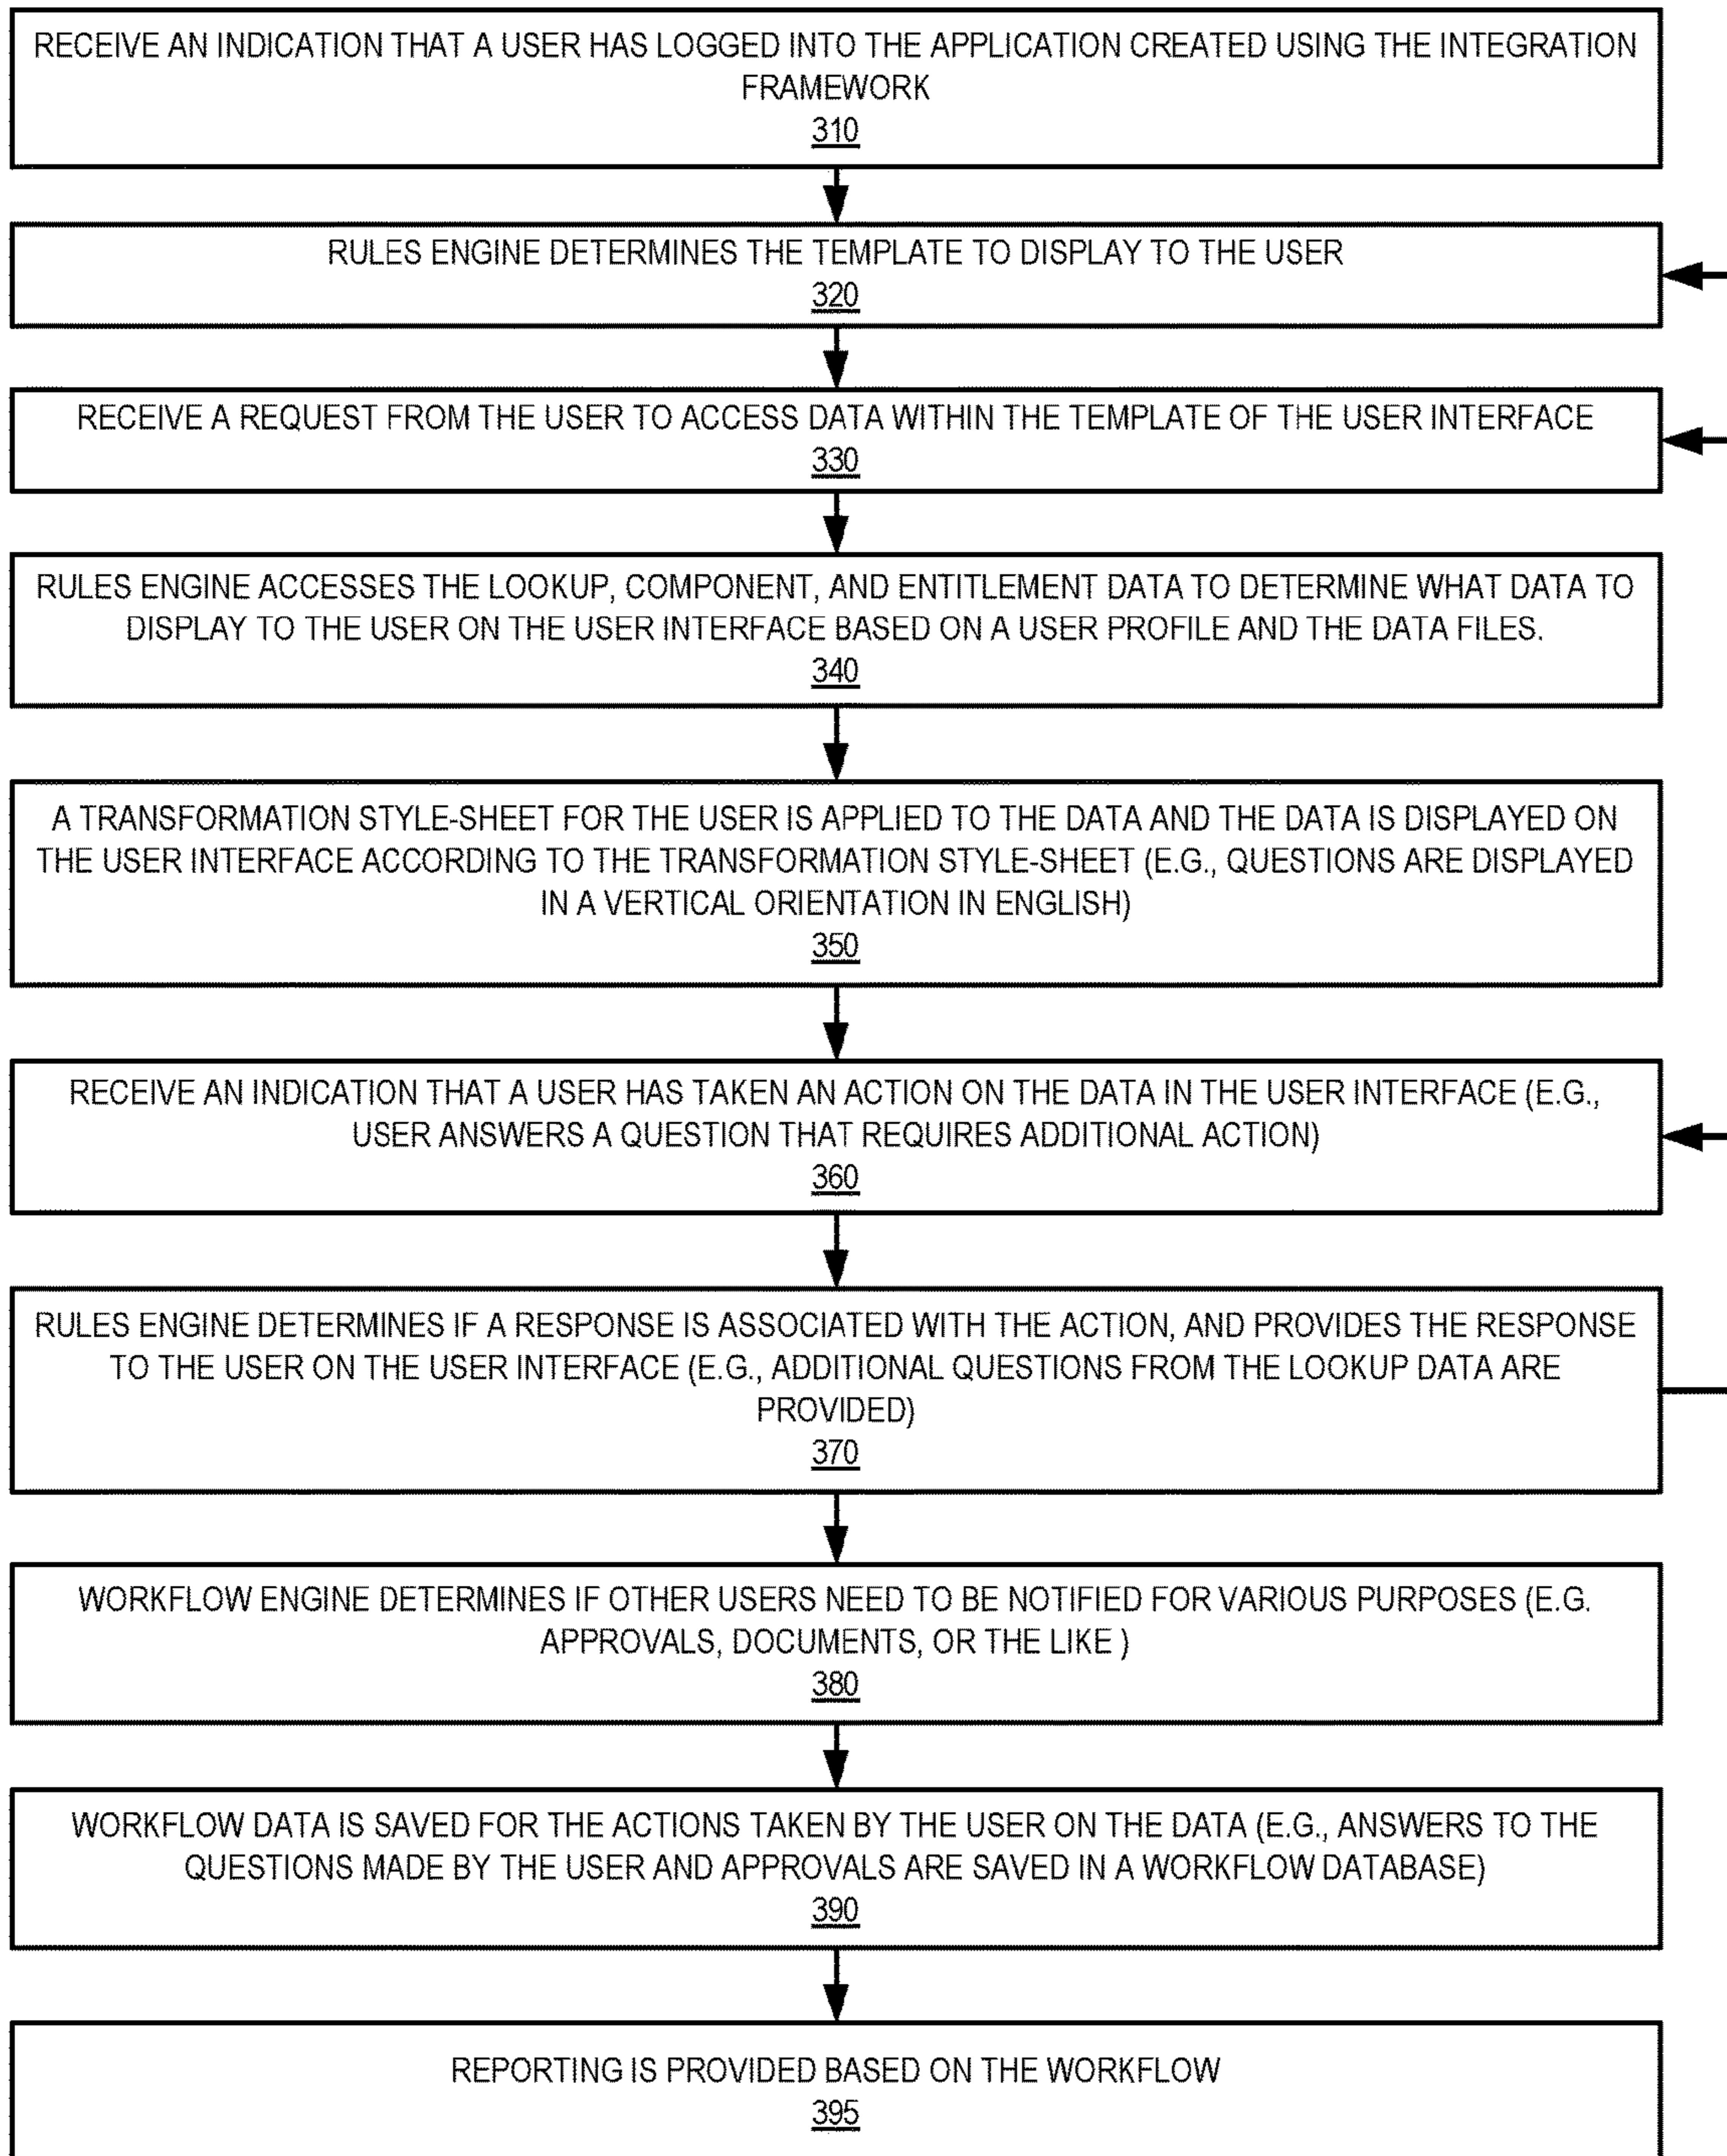 RECEIVE AN INDICATION THAT A USER HAS LOGGED INTO THE APPLICATION CREATED USING THE INTEGRATION
FRAMEWORK
310
RULES ENGINE DETERMINES THE TEMPLATE TO DISPLAY TO THE USER
320
RECEIVE A REQUEST FROM THE USER TO ACCESS DATA WITHIN THE TEMPLATE OF THE USER INTERFACE
330
RULES ENGINE ACCESSES THE LOOKUP, COMPONENT, AND ENTITLEMENT DATA TO DETERMINE WHAT DATA TO
DISPLAY TO THE USER ON THE USER INTERFACE BASED ON A USER PROFILE AND THE DATA FILES.
340
A TRANSFORMATION STYLE-SHEET FOR THE USER IS APPLIED TO THE DATA AND THE DATA IS DISPLAYED ON
THE USER INTERFACE ACCORDING TO THE TRANSFORMATION STYLE-SHEET (E.G., QUESTIONS ARE DISPLAYED
IN A VERTICAL ORIENTATION IN ENGLISH)
350
RECEIVE AN INDICATION THAT A USER HAS TAKEN AN ACTION ON THE DATA IN THE USER INTERFACE (E.G.,
USER ANSWERS A QUESTION THAT REQUIRES ADDITIONAL ACTION)
360
RULES ENGINE DETERMINES IF A RESPONSE IS ASSOCIATED WITH THE ACTION, AND PROVIDES THE RESPONSE
TO THE USER ON THE USER INTERFACE (E.G., ADDITIONAL QUESTIONS FROM THE LOOKUP DATA ARE
PROVIDED)
370
WORKFLOW ENGINE DETERMINES IF OTHER USERS NEED TO BE NOTIFIED FOR VARIOUS PURPOSES (E.G.
APPROVALS, DOCUMENTS, OR THE LIKE )
380
WORKFLOW DATA IS SAVED FOR THE ACTIONS TAKEN BY THE USER ON THE DATA (E.G., ANSWERS TO THE
QUESTIONS MADE BY THE USER AND APPROVALS ARE SAVED IN A WORKFLOW DATABASE)
390
REPORTING IS PROVIDED BASED ON THE WORKFLOW
395